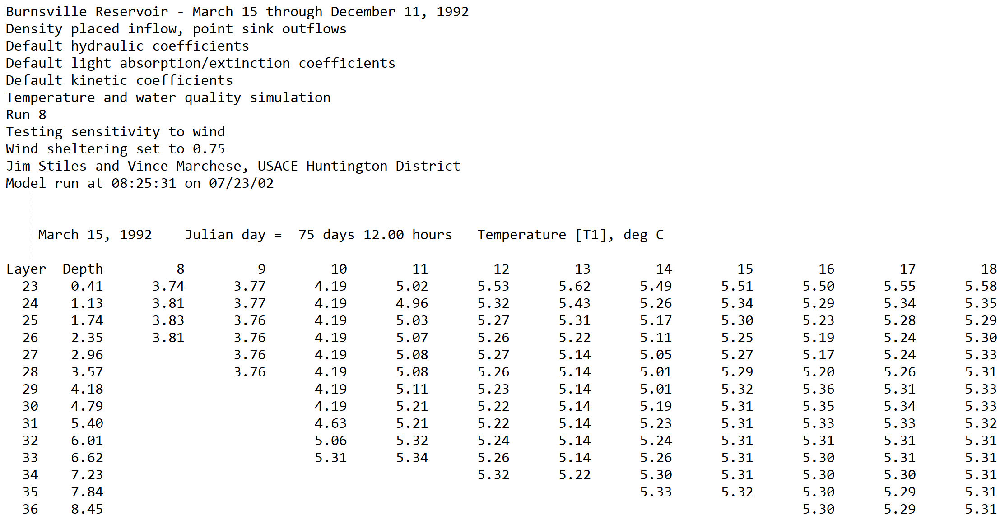 Burnsville Reservoir - March 15 through December 11, 1992
Density placed inflow, point sink outflows
Default hydraulic coefficients
Default light absorption/extinction coefficients
Default kinetic coefficients
Temperature and water quality simulation
Run 8
Testing sensitivity to wind
Wind sheltering set to 0.75
Jim Stiles and Vince Marchese, USACE Huntington District
Model run at 08:25:31 on 07/23/02
March 15, 1992    Julian day =  75 days 12.00 hours   Temperature [T1], deg C
Layer  Depth         8         9        10        11        12        13        14        15        16        17        18
23    0.41      3.74      3.77      4.19      5.02      5.53      5.62      5.49      5.51      5.50      5.55      5.58
24    1.13      3.81      3.77      4.19      4.96      5.32      5.43      5.26      5.34      5.29      5.34      5.35
25    1.74      3.83      3.76      4.19      5.03      5.27      5.31      5.17      5.30      5.23      5.28      5.29
26    2.35      3.81      3.76      4.19      5.07      5.26      5.22      5.11      5.25      5.19      5.24      5.30
27    2.96                3.76      4.19      5.08      5.27      5.14      5.05      5.27      5.17      5.24      5.33
28    3.57                3.76      4.19      5.08      5.26      5.14      5.01      5.29      5.20      5.26      5.31
29    4.18                          4.19      5.11      5.23      5.14      5.01      5.32      5.36      5.31      5.33
30    4.79                          4.19      5.21      5.22      5.14      5.19      5.31      5.35      5.34      5.33
31    5.40                          4.63      5.21      5.22      5.14      5.23      5.31      5.33      5.33      5.32
32    6.01                          5.06      5.32      5.24      5.14      5.24      5.31      5.31      5.31      5.31
33    6.62                          5.31      5.34      5.26      5.14      5.26      5.31      5.30      5.31      5.31
34    7.23                                              5.32      5.22      5.30      5.31      5.30      5.30      5.31
35    7.84                                                                  5.33      5.32      5.30      5.29      5.31
36    8.45                                                                                      5.30      5.29      5.31